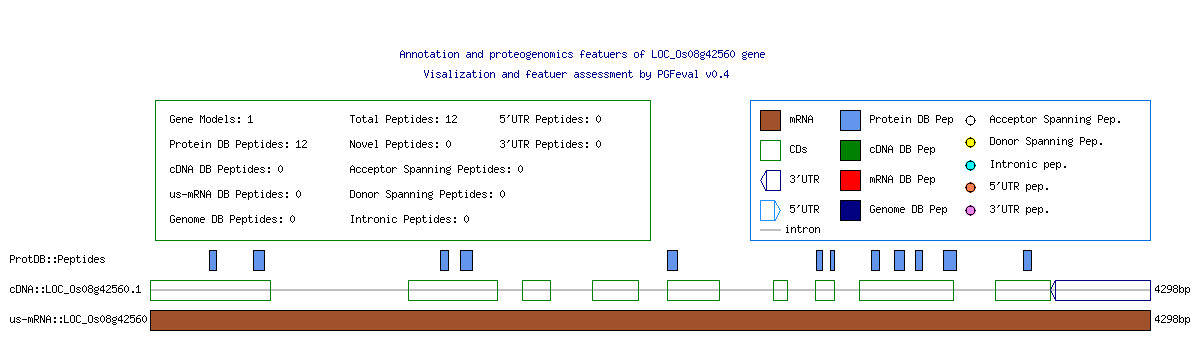 Annotation and proteogenomics featuers of LOC_Os08g42560 gene
Visalization and featuer assessment by PGFeval v0.4
Gene Models: 1
Total Peptides: 12
5'UTR Peptides: 0
Protein DB Peptides: 12
Novel Peptides: 0
3'UTR Peptides: 0
cDNA DB Peptides: 0
Acceptor Spanning Peptides: 0
us-mRNA DB Peptides: 0
Donor Spanning Peptides: 0
Genome DB Peptides: 0
Intronic Peptides: 0
mRNA
Protein DB Pep
Acceptor Spanning Pep.
CDs
cDNA DB Pep
Donor Spanning Pep.
3'UTR
mRNA DB Pep
Intronic pep.
5'UTR
Genome DB Pep
5'UTR pep.
3'UTR pep.
intron
ProtDB::Peptides
cDNA::LOC_Os08g42560.1
4298bp
us-mRNA::LOC_Os08g42560
4298bp